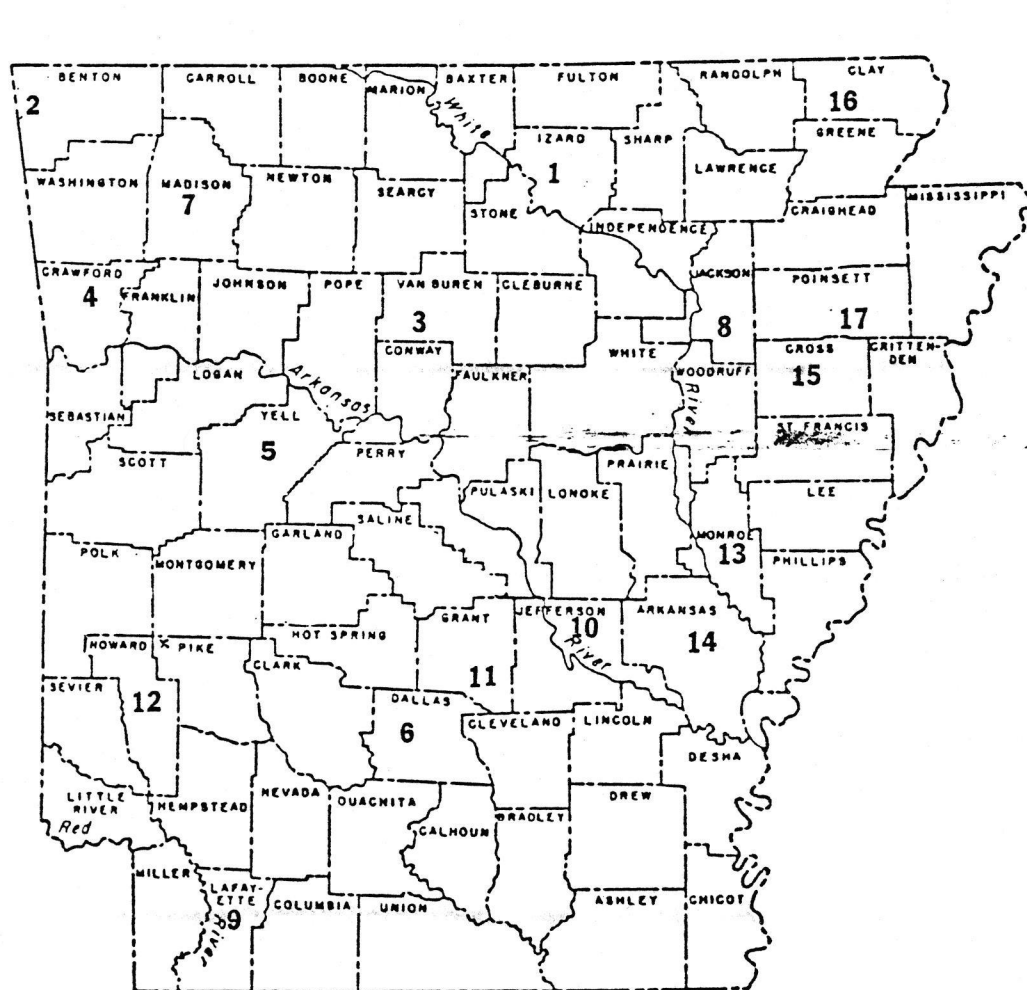 BENTON
CARROLL
BOONE
MARION
BAXTER
FULTON
RANDOLPH
CLAY
2
16
White
IZARD
SHARP
GREENE
WASHINGTON
MADISON
NEWTON
SEARCY
1
LAWRENCE
7
STONE
MISSISSIPPI
CRAIGHEAD
INDEPENDENCE
CRAWFORD
4
FRANKLIN
JOHNSON
POPE
VAN BUREN
CLEBURNE
JACKSON
POINSETT
3
8
17
CONWAY
WHITE
CROSS
CRITTEN-
DEN
LOGAN
Arkansas
FAULKNER
WOODRUFF
15
SEBASTIAN
YELL
River
ST. FRANCIS
5
SCOTT
PERRY
PRAIRIE
PULASKI
LONOKE
LEE
SALINE
GARLAND
MONROE
13
POLK
MONTGOMERY
PHILLIPS
GRANT
JEFFERSON
10
ARKANSAS
HOT SPRING
River
14
HOWARD
X PIKE
CLARK
SEVIER
11
12
DALLAS
6
CLEVELAND
LINCOLN
DESHA
LITTLE
RIVER
HEMPSTEAD
NEVADA
OUACHITA
DREW
Red
CALHOUN
BRADLEY
MILLER
LAFAY-
ETTE
COLUMBIA
UNION
ASHLEY
CHICOT
9
River